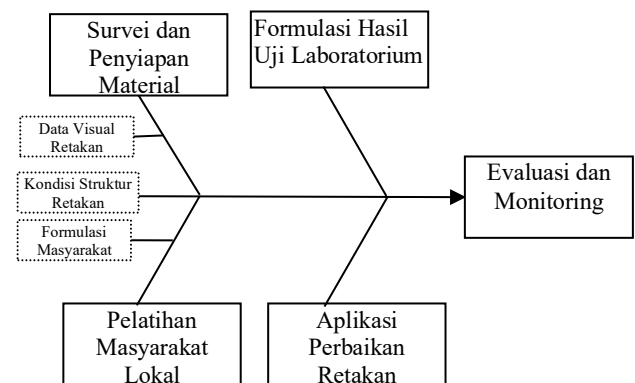 Survei dan
Penyiapan
Material
Formulasi Hasil
Uji Laboratorium
Data Visual
Retakan
Kondisi Struktur
Retakan
Formulasi
Masyarakat
Evaluasi dan
Monitoring
Pelatihan
Masyarakat
Lokal
Aplikasi
Perbaikan
Retakan